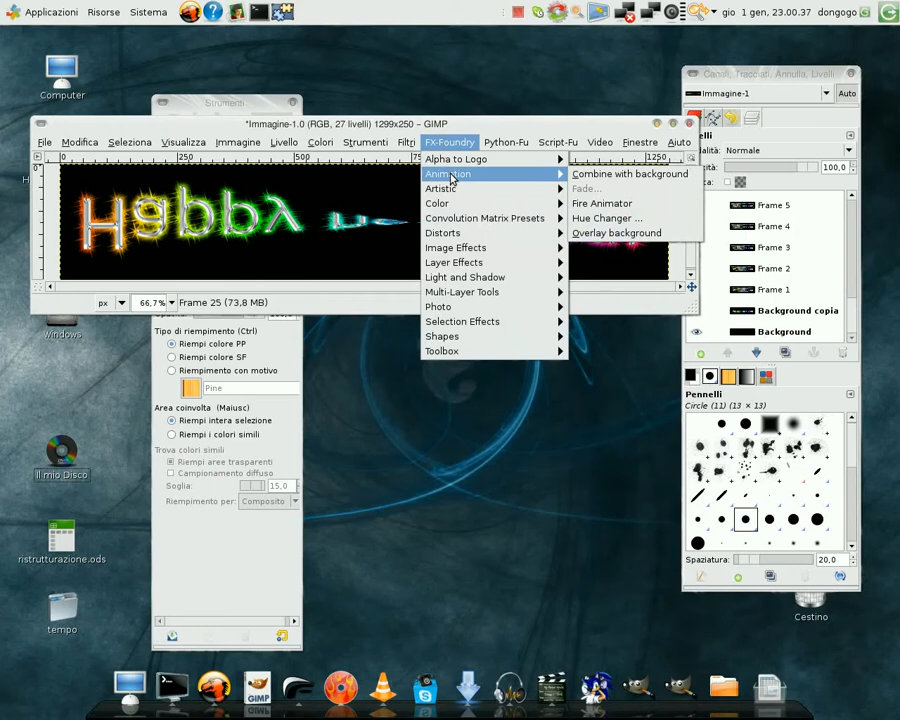 Applicazioni Risorse Sistema gio 1 gen, 23.00.37 dongogo
Computer
Strumenti
Canali, Tracciati, Annulla, Livelli
Immagine-1 Auto
*Immagine-1.0 (RGB, 27 livelli) 1299x250 – GIMP
File Modifica Seleziona Visualizza Immagine Livello Colori Strumenti Filtri FX-Foundry Python-Fu Script-Fu Video Finestre Aiuto
0 250 500 1250
Alpha to Logo
Animation
Artistic
Color
Convolution Matrix Presets
Distorts
Image Effects
Layer Effects
Light and Shadow
Multi-Layer Tools
Photo
Selection Effects
Shapes
Toolbox
Combine with background
Fade...
Fire Animator
Hue Changer ...
Overlay background
px 66,7% Frame 25 (73,8 MB)
Normale
100,0
Frame 5
Frame 4
Frame 3
Frame 2
Frame 1
Background copia
Background
Pennelli
Circle (11) (13 × 13)
Spaziatura: 20,0
Windows
Tipo di riempimento (Ctrl)
Riempi colore PP
Riempi colore SF
Riempimento con motivo
Pine
Area coinvolta (Maiusc)
Riempi intera selezione
Riempi i colori simili
Trova colori simili
Riempi aree trasparenti
Campionamento diffuso
Soglia: 15,0
Riempimento per: Composito
Il mio Disco
ristrutturazione.ods
tempo
Cestino
GIMP